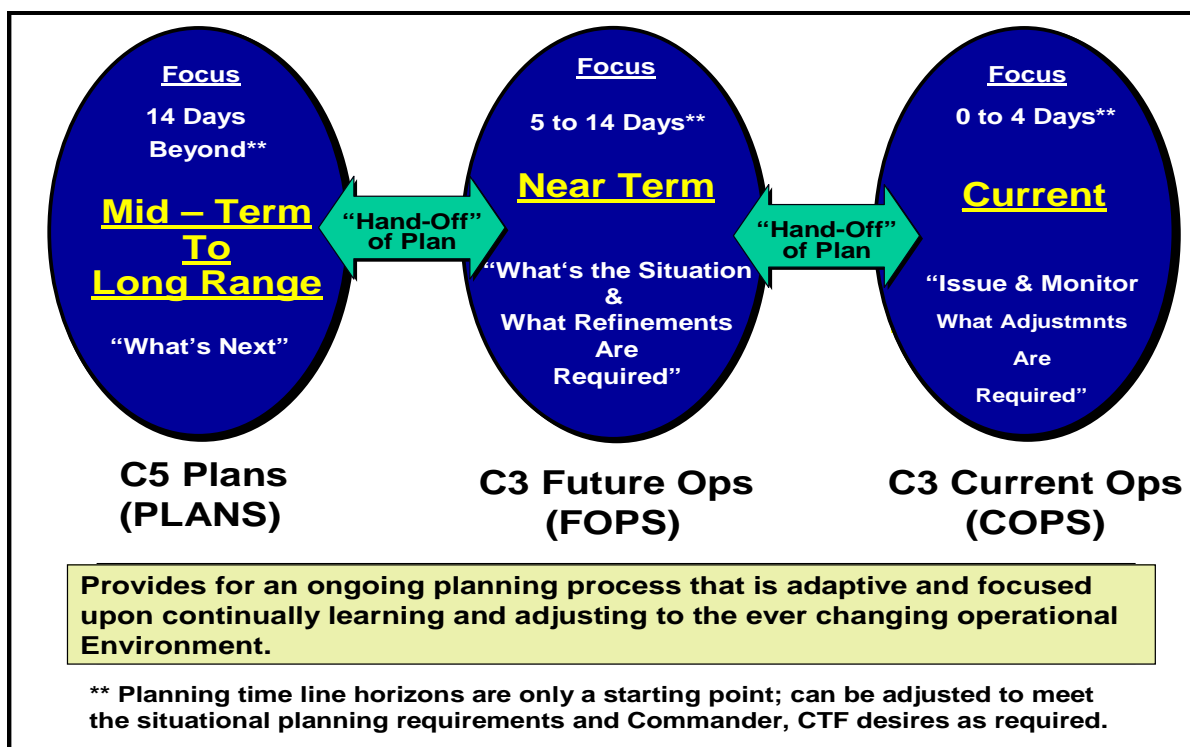 Focus
14 Days
Beyond**
Mid – Term
To
Long Range
“What’s Next”
“Hand-Off”
of Plan
Focus
5 to 14 Days**
Near Term
“What‘s the Situation
&
What Refinements
Are
Required”
“Hand-Off”
of Plan
Focus
0 to 4 Days**
Current
“Issue & Monitor
What Adjustmnts
Are
Required”
C5 Plans
(PLANS)
C3 Future Ops
(FOPS)
C3 Current Ops
(COPS)
Provides for an ongoing planning process that is adaptive and focused
upon continually learning and adjusting to the ever changing operational
Environment.
** Planning time line horizons are only a starting point; can be adjusted to meet
the situational planning requirements and Commander, CTF desires as required.